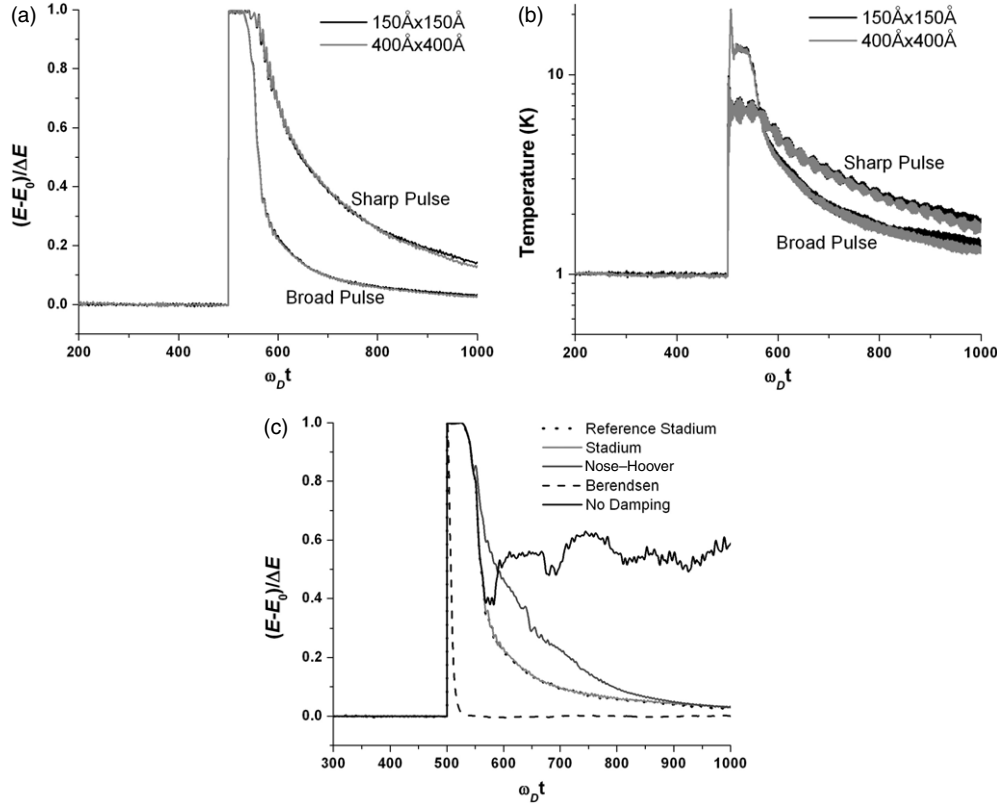 (a)
150Åx150Å
400Åx400Å
(E-E0)/ΔE
1.0
0.8
0.6
0.4
0.2
0.0
Sharp Pulse
Broad Pulse
200 400 600 800 1000
ωDt
(b)
150Åx150Å
400Åx400Å
Temperature (K)
10
1
Sharp Pulse
Broad Pulse
200 400 600 800 1000
ωDt
(c)
Reference Stadium
Stadium
Nose–Hoover
Berendsen
No Damping
(E-E0)/ΔE
1.0
0.8
0.6
0.4
0.2
0.0
300 400 500 600 700 800 900 1000
ωDt